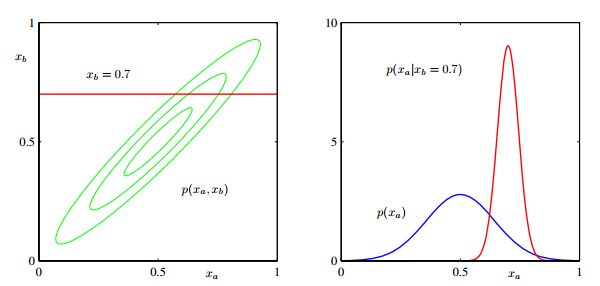 1
x_b
x_b = 0.7
0.5
p(x_a, x_b)
0
0
0.5
x_a
1
10
p(x_a|x_b = 0.7)
5
p(x_a)
0
0
0.5
x_a
1